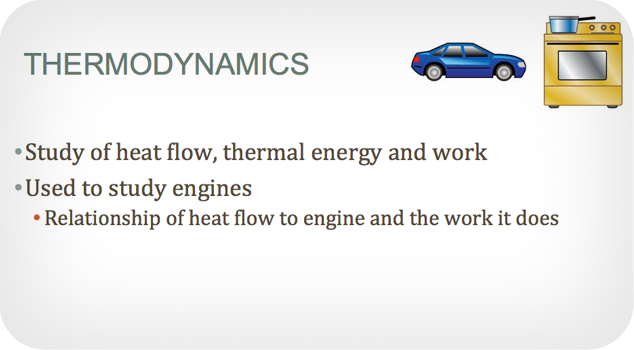 THERMODYNAMICS
•Study of heat flow, thermal energy and work
•Used to study engines
•Relationship of heat flow to engine and the work it does